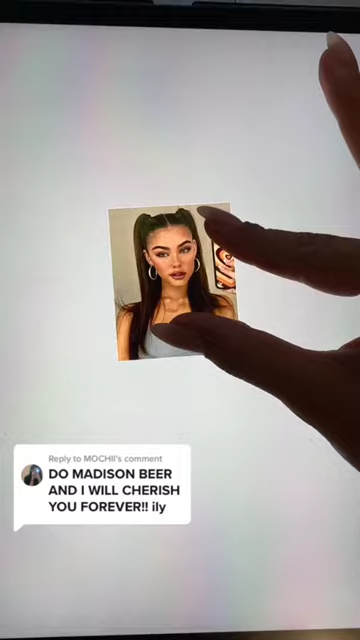 Reply to MOCHII's comment
DO MADISON BEER
AND I WILL CHERISH
YOU FOREVER!! ily